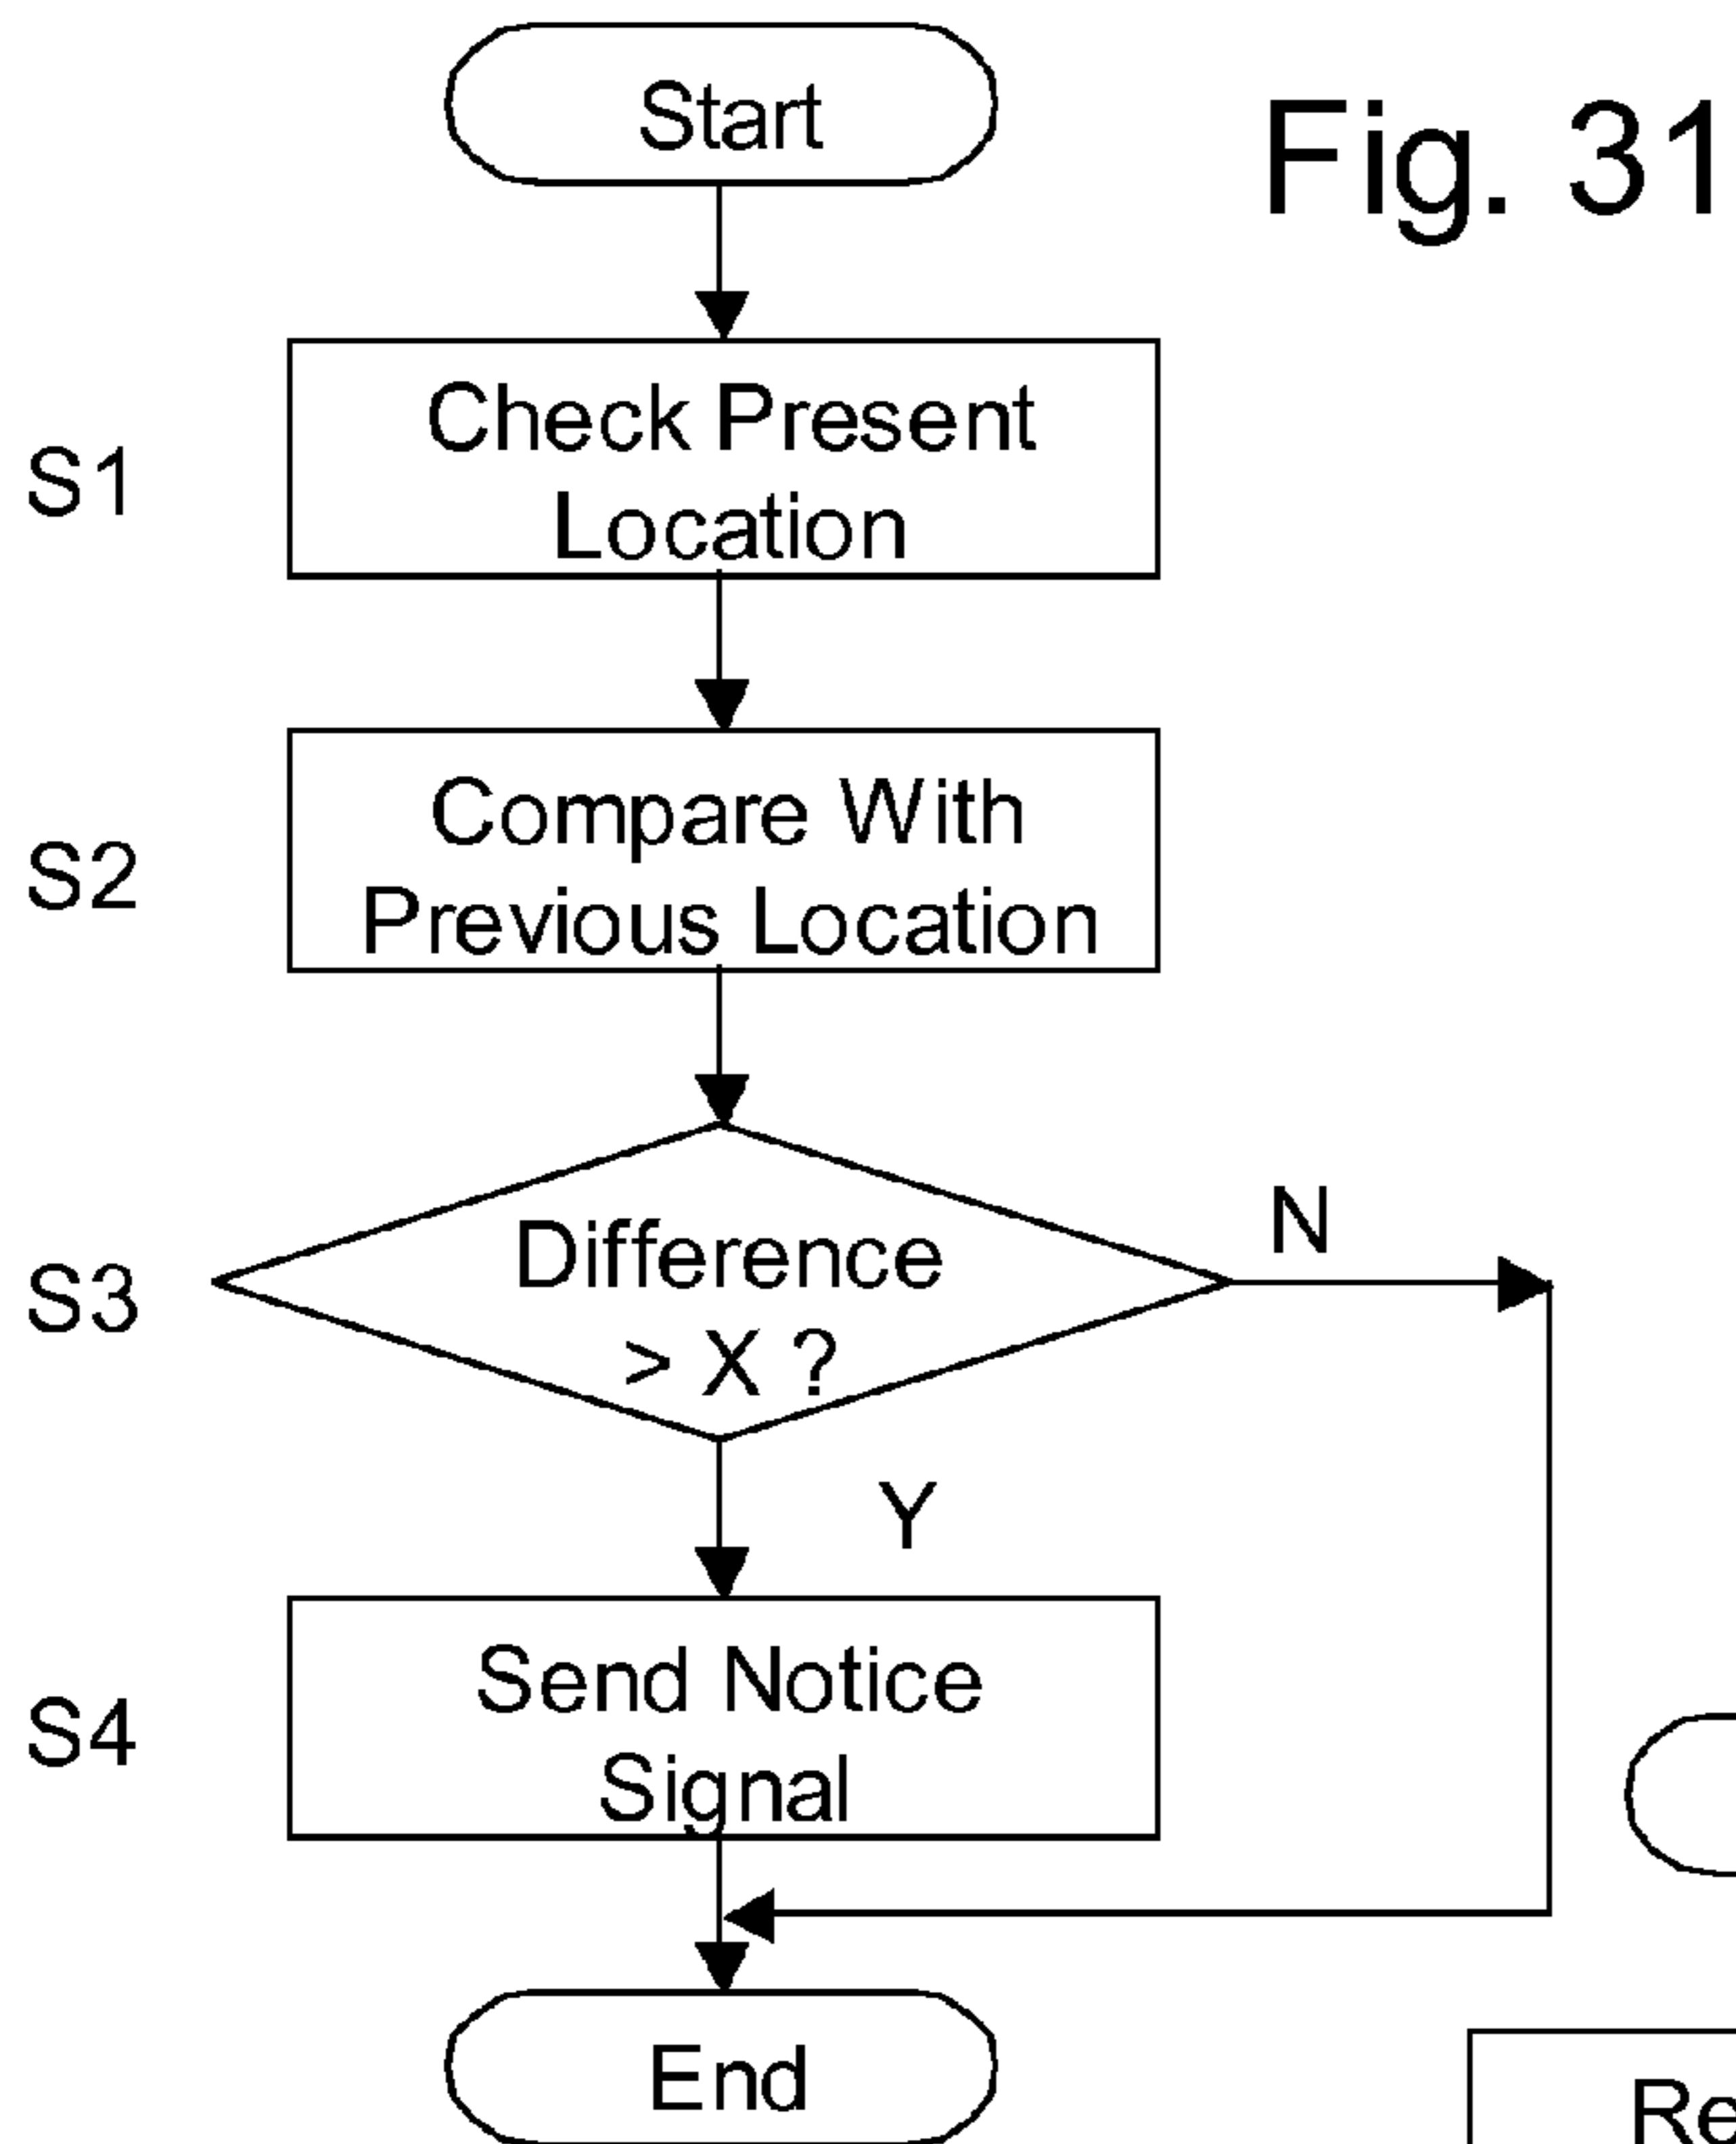 Start
Fig. 31
S1
Check Present
Location
S2
Compare With
Previous Location
S3
Difference
> X ?
N
Y
S4
Send Notice
Signal
End